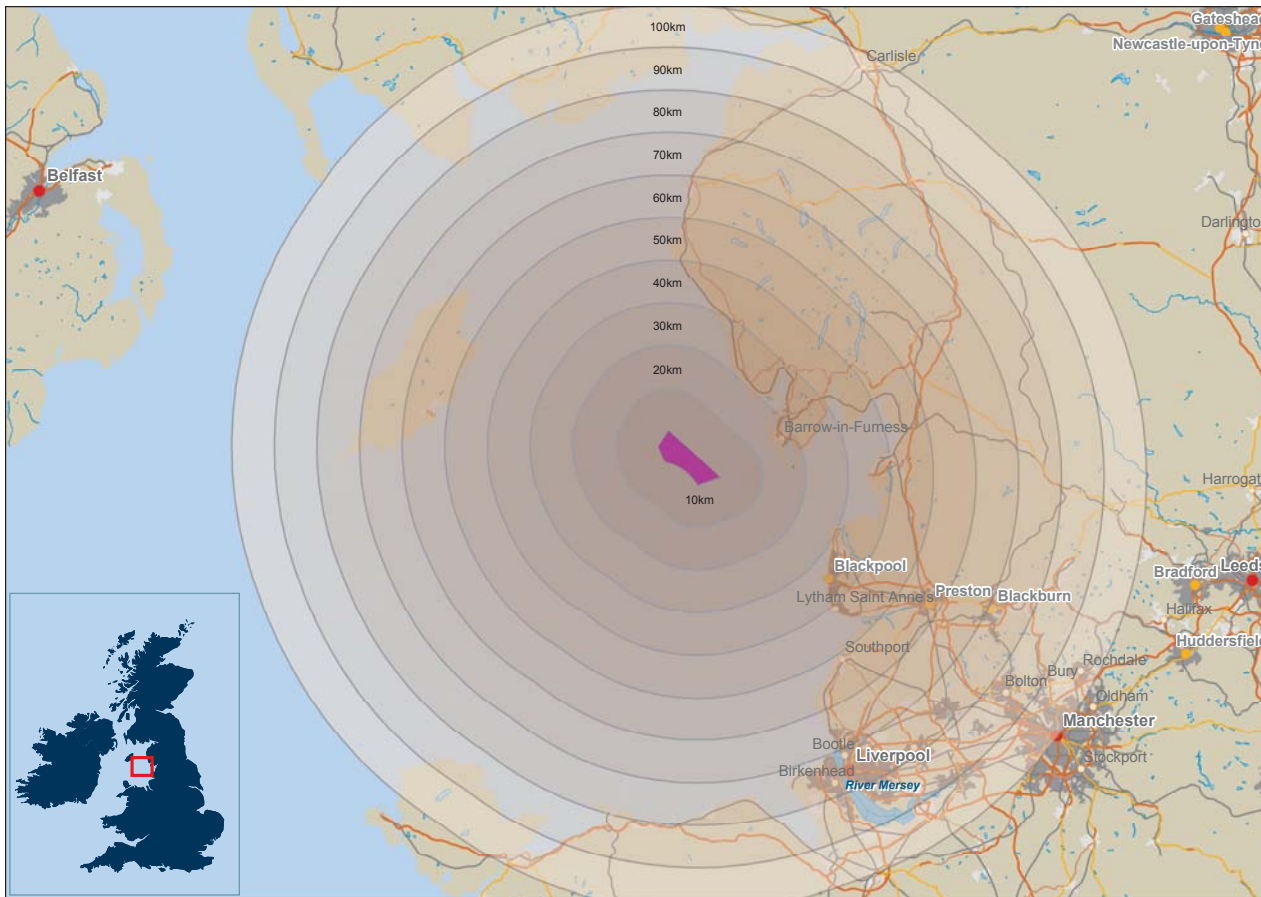 100km
Gateshead
Newcastle-upon-Tyne
Carlisle
90km
80km
70km
Belfast
60km
Darlington
50km
40km
30km
20km
Barrow-in-Furness
Harrogat
10km
Blackpool
Leeds
Bradford
Lytham Saint Anne's
Preston
Blackburn
Halifax
Huddersfield
Southport
Rochdale
Bury
Bolton
Oldham
Manchester
Bootle
Liverpool
Stockport
Birkenhead
River Mersey